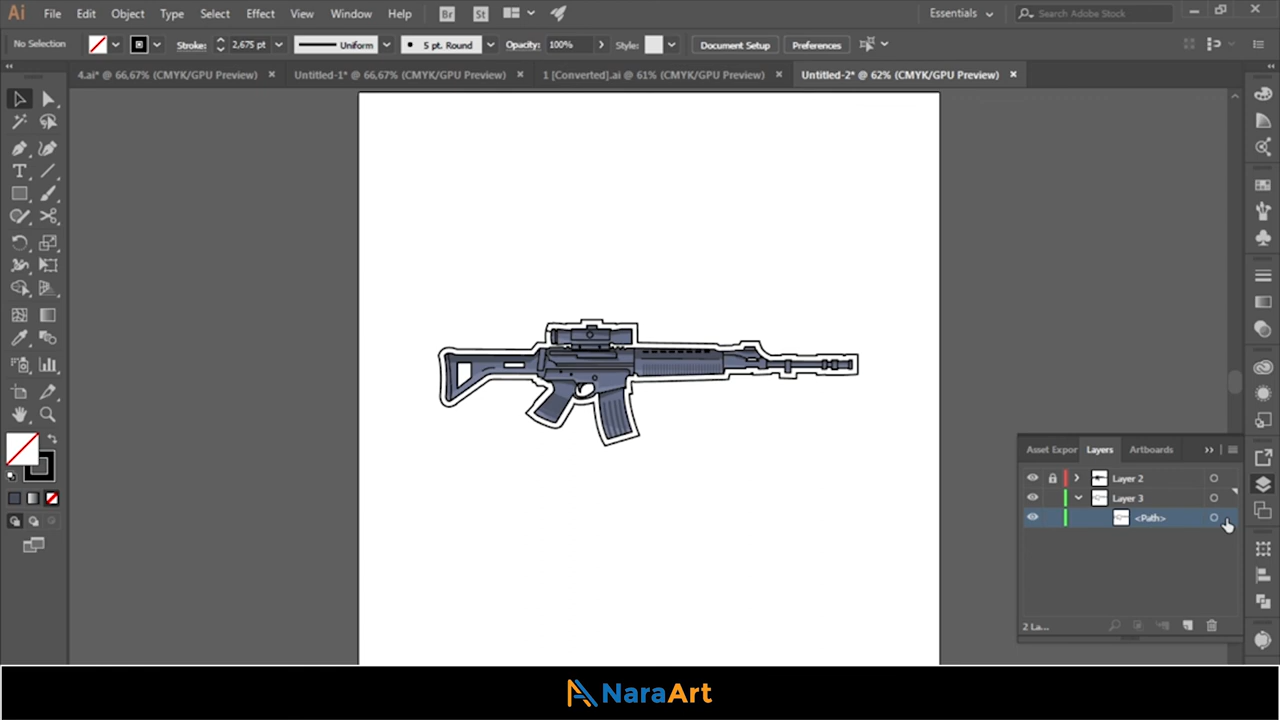 Ai File Edit Object Type Select Effect View Window Help Br St Essentials Search Adobe Stock
No Selection Stroke: 2,675 pt Uniform 5 pt. Round Opacity: 100% Style: Document Setup Preferences
4.ai* @ 66,67% (CMYK/GPU Preview) Untitled-1* @ 66,67% (CMYK/GPU Preview) 1 [Converted].ai @ 61% (CMYK/GPU Preview) Untitled-2* @ 62% (CMYK/GPU Preview)
Asset Expor Layers Artboards
Layer 2
Layer 3
<Path>
2 La...
NaraArt